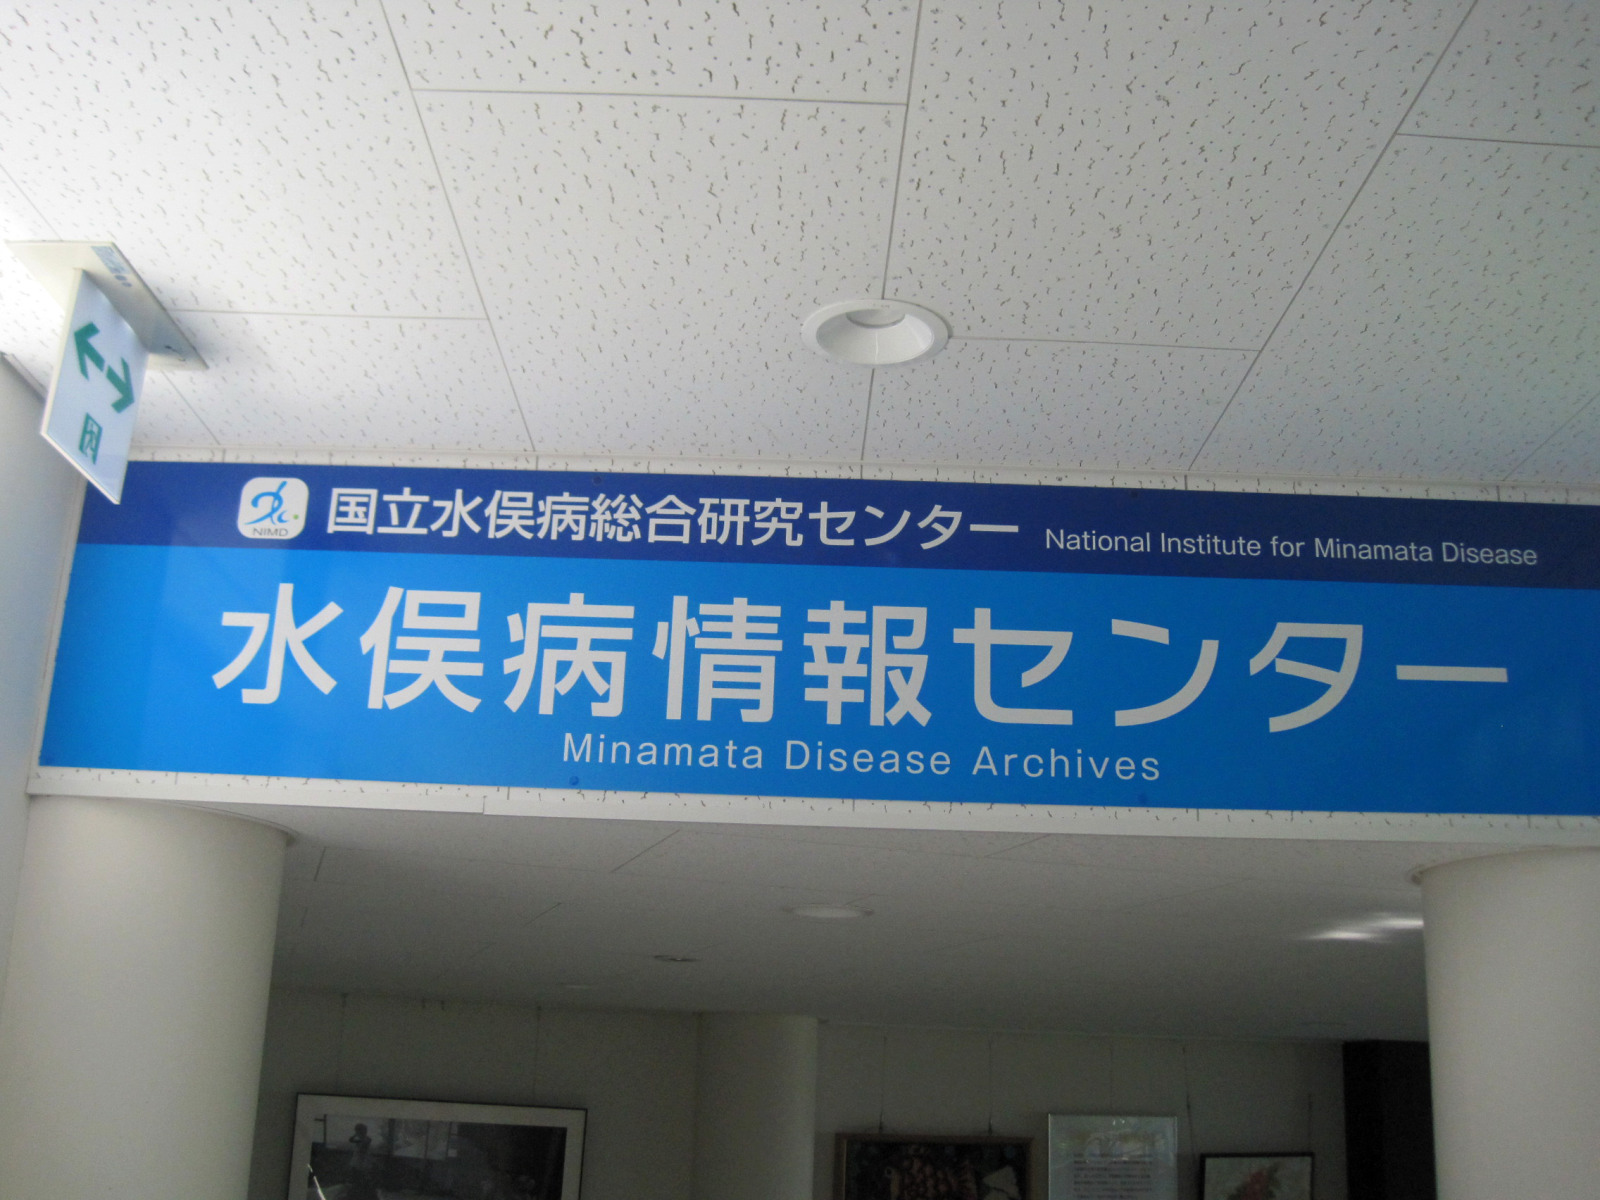 NIMD
国立水俣病総合研究センター National Institute for Minamata Disease
水俣病情報センター
Minamata Disease Archives